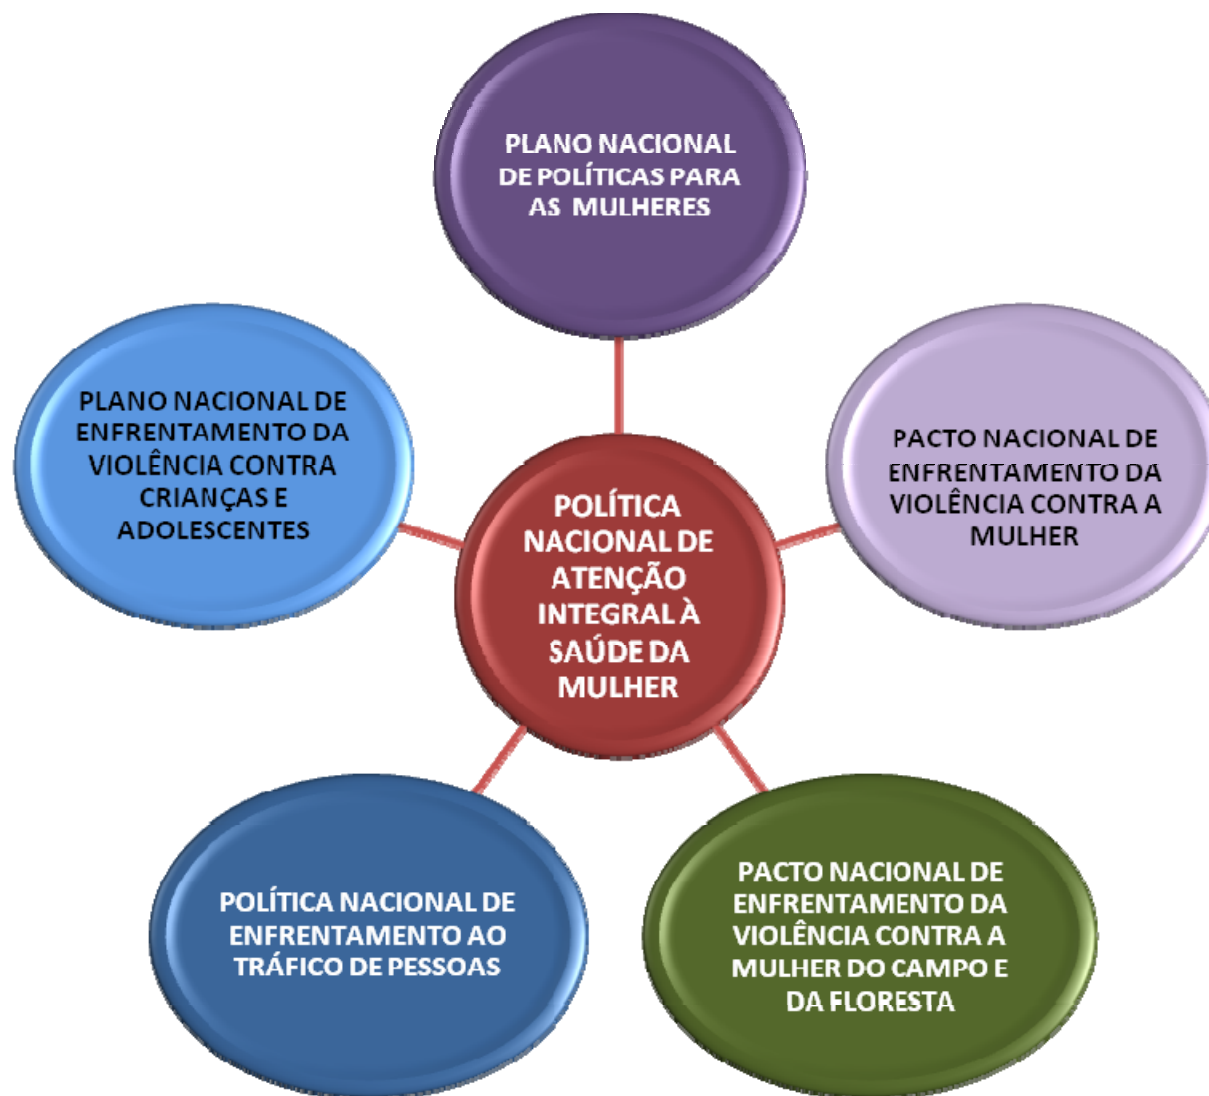 PLANO NACIONAL
DE POLÍTICAS PARA
AS MULHERES
PLANO NACIONAL DE
ENFRENTAMENTO DA
VIOLÊNCIA CONTRA
CRIANÇAS E
ADOLESCENTES
PACTO NACIONAL DE
ENFRENTAMENTO DA
VIOLÊNCIA CONTRA A
MULHER
POLÍTICA
NACIONAL DE
ATENÇÃO
INTEGRAL À
SAÚDE DA
MULHER
POLÍTICA NACIONAL DE
ENFRENTAMENTO AO
TRÁFICO DE PESSOAS
PACTO NACIONAL DE
ENFRENTAMENTO DA
VIOLÊNCIA CONTRA A
MULHER DO CAMPO E
DA FLORESTA